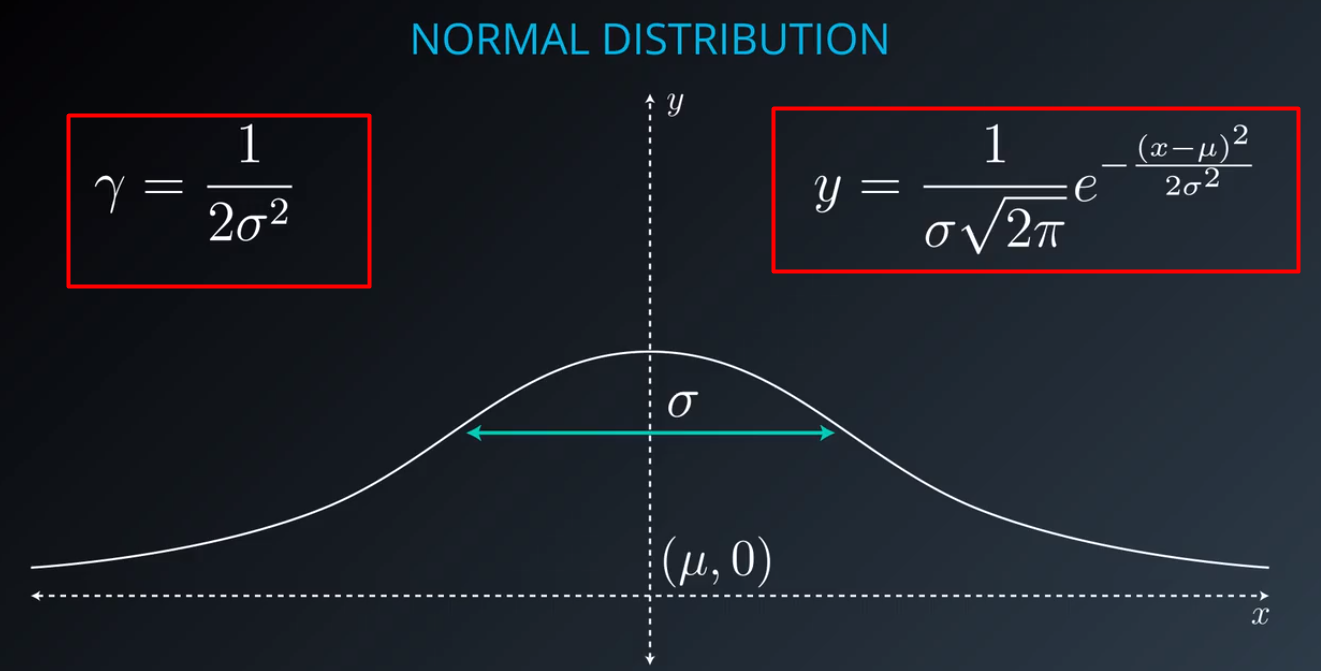 NORMAL DISTRIBUTION
y
γ = 1/(2σ²)
y = 1/(σ√(2π)) e^(-(x-μ)²/(2σ²))
σ
(μ, 0)
x